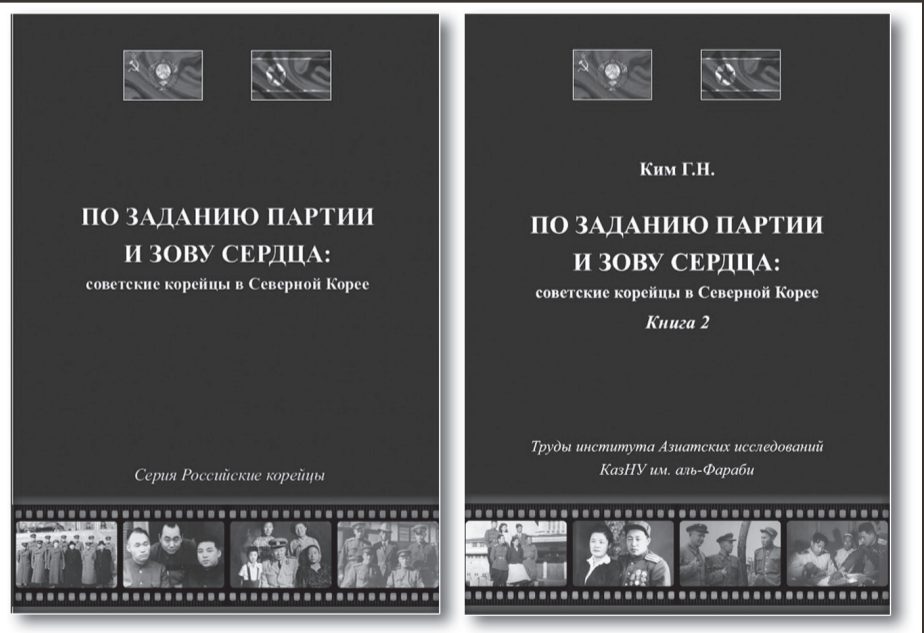 ПО ЗАДАНИЮ ПАРТИИ
И ЗОВУ СЕРДЦА:
советские корейцы в Северной Корее
Серия Российские корейцы
Ким Г.Н.
ПО ЗАДАНИЮ ПАРТИИ
И ЗОВУ СЕРДЦА:
советские корейцы в Северной Корее
Книга 2
Труды института Азиатских исследований
КазНУ им. аль-Фараби